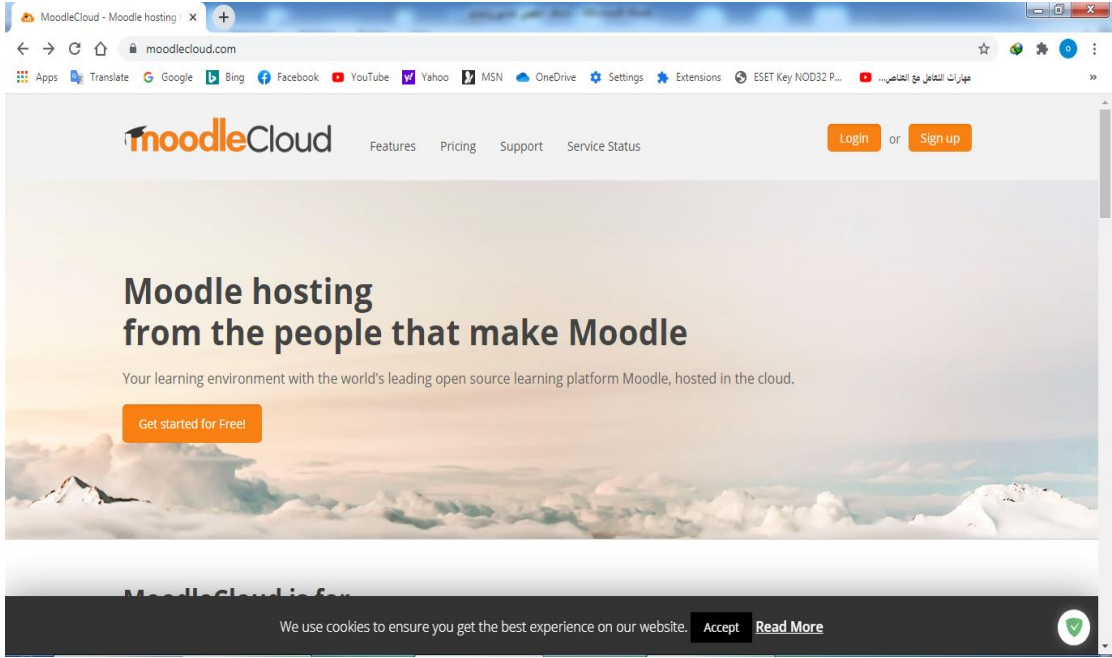 MoodleCloud - Moodle hosting
moodlecloud.com
Apps Translate Google Bing Facebook YouTube Yahoo MSN OneDrive Settings Extensions ESET Key NOD32 P... مهارات التعامل مع القناص... »
moodleCloud Features Pricing Support Service Status Login or Sign up
Moodle hosting
from the people that make Moodle
Your learning environment with the world's leading open source learning platform Moodle, hosted in the cloud.
Get started for Free!
MoodleCloud is for
We use cookies to ensure you get the best experience on our website. Accept Read More